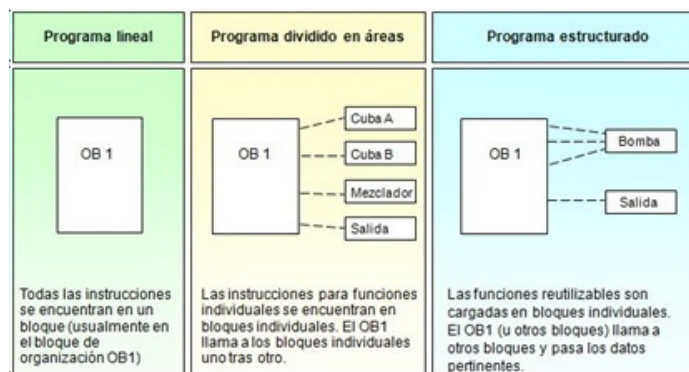 Programa lineal
OB 1
Todas las instrucciones
se encuentran en un
bloque (usualmente en
el bloque de
organización OB1)
Programa dividido en áreas
OB 1
Cuba A
Cuba B
Mezclador
Salida
Las instrucciones para funciones
individuales se encuentran en
bloques individuales. El OB1
llama a los bloques individuales
uno tras otro.
Programa estructurado
OB 1
Bomba
Salida
Las funciones reutilizables son
cargadas en bloques individuales.
El OB1 (u otros bloques) llama a
otros bloques y pasa los datos
pertinentes.